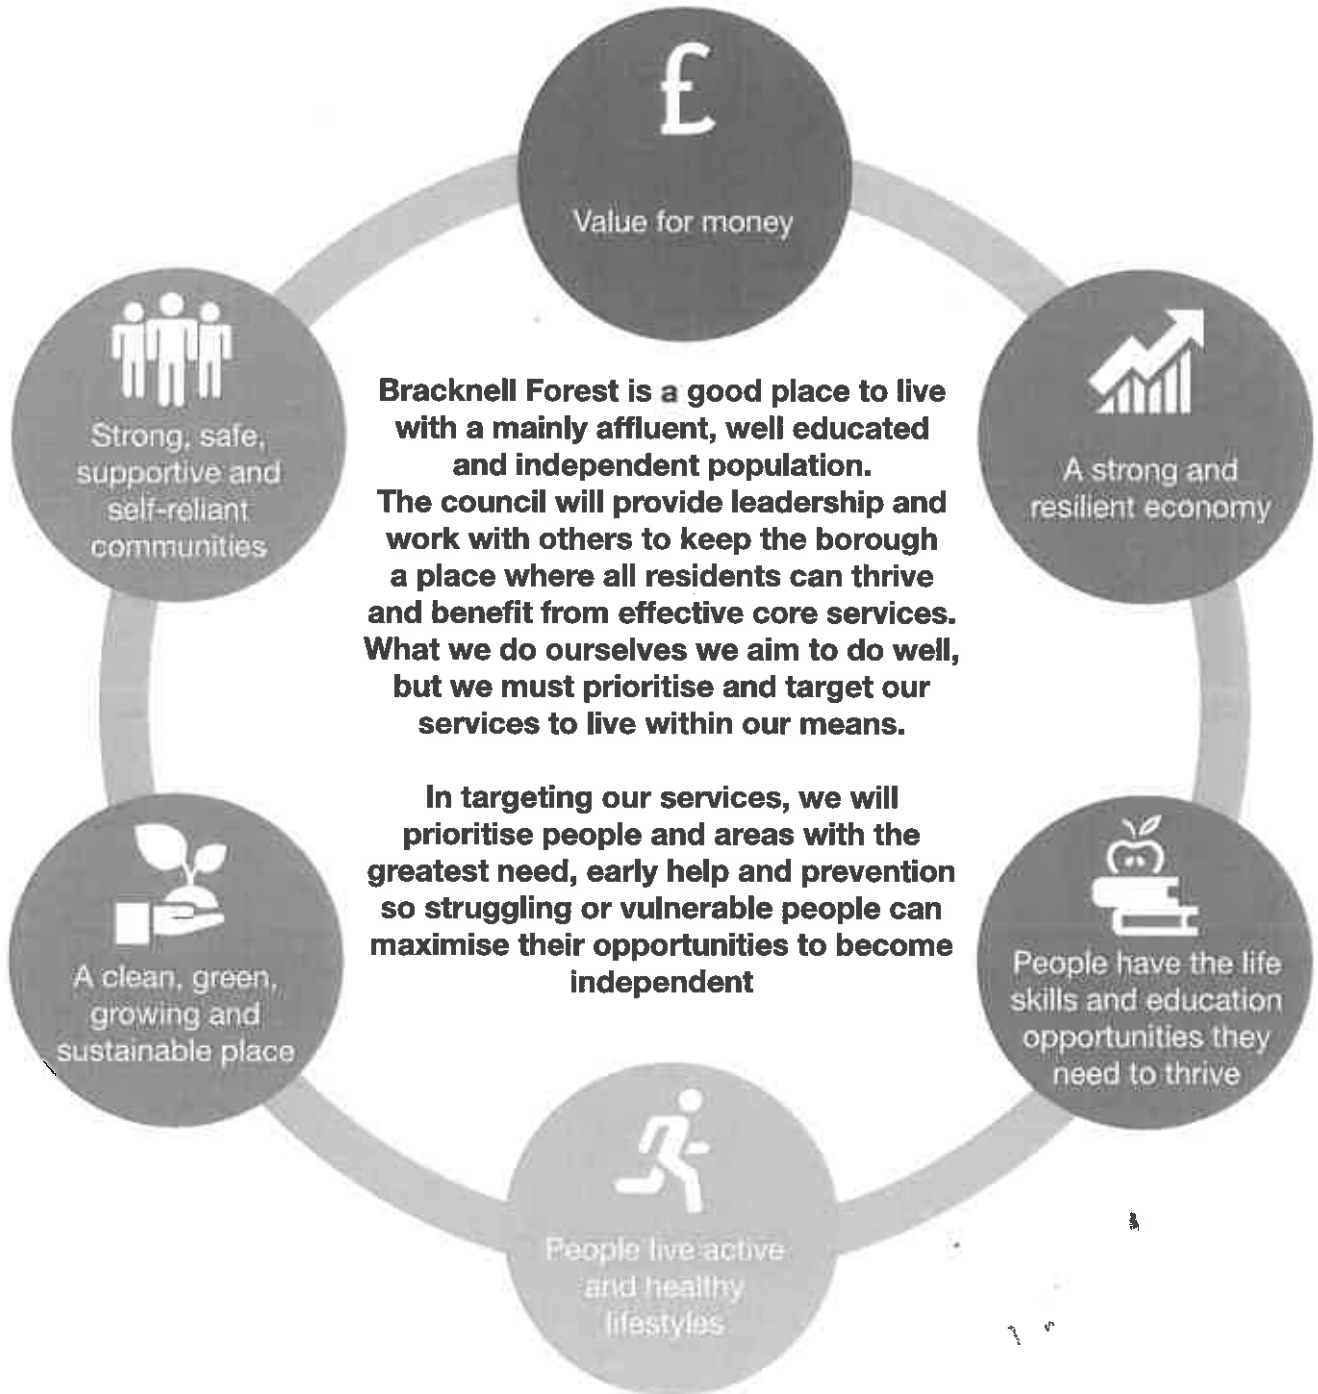 £
Value for money
Strong, safe,
supportive and
self-reliant
communities
A strong and
resilient economy
Bracknell Forest is a good place to live
with a mainly affluent, well educated
and independent population.
The council will provide leadership and
work with others to keep the borough
a place where all residents can thrive
and benefit from effective core services.
What we do ourselves we aim to do well,
but we must prioritise and target our
services to live within our means.
In targeting our services, we will
prioritise people and areas with the
greatest need, early help and prevention
so struggling or vulnerable people can
maximise their opportunities to become
independent
A clean, green,
growing and
sustainable place
People have the life
skills and education
opportunities they
need to thrive
People live active
and healthy
lifestyles